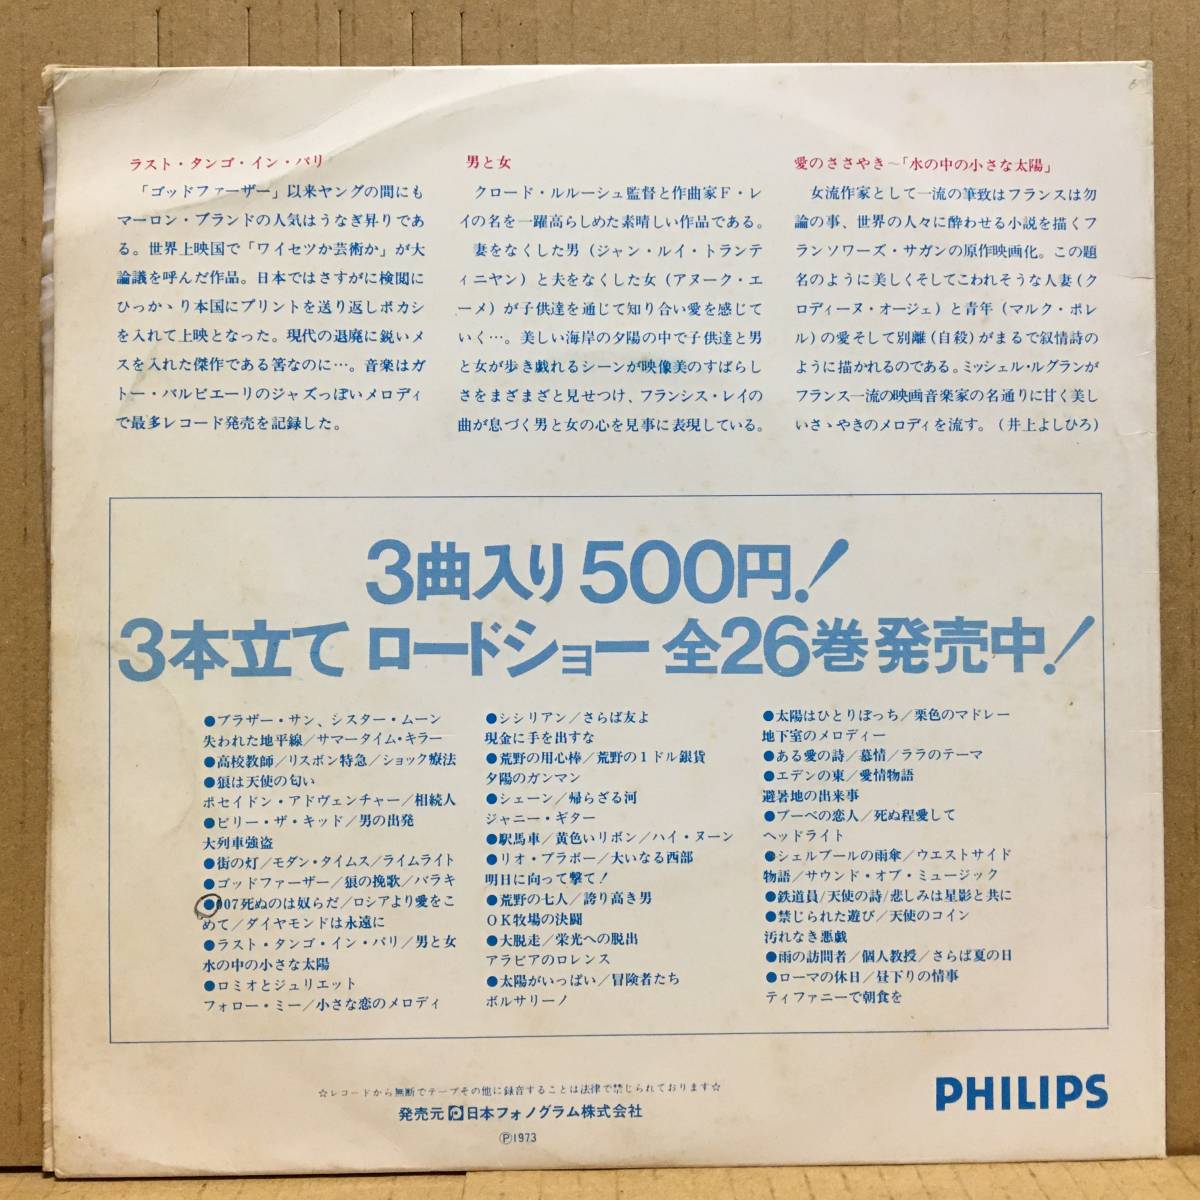 ラスト・タンゴ・イン・パリ
「ゴッドファーザー」以来ヤングの間にも
マーロン・ブランドの人気はうなぎ昇りであ
る。世界上映国で「ワイセツか芸術か」が大
論議を呼んだ作品。日本ではさすがに検閲に
ひっかゝり本国にプリントを送り返しボカシ
を入れて上映となった。現代の退廃に鋭いメ
スを入れた傑作である筈なのに…。音楽はガ
トー・バルビエーリのジャズっぽいメロディ
で最多レコード発売を記録した。
男と女
クロード・ルルーシュ監督と作曲家F・レ
イの名を一躍高らしめた素晴しい作品である。
妻をなくした男(ジャン・ルイ・トランテ
ィニヤン)と夫をなくした女(アヌーク・エ
ーメ)が子供達を通じて知り合い愛を感じて
いく…。美しい海岸の夕陽の中で子供達と男
と女が歩き戯れるシーンが映像美のすばらし
さをまざまざと見せつけ、フランシス・レイの
曲が息づく男と女の心を見事に表現している。
愛のささやき～「水の中の小さな太陽」
女流作家として一流の筆致はフランスは勿
論の事、世界の人々に酔わせる小説を描くフ
ランソワーズ・サガンの原作映画化。この題
名のように美しくそしてこわれそうな人妻(ク
ロディーヌ・オージェ)と青年(マルク・ポレ
ル)の愛そして別離(自殺)がまるで叙情詩の
ように描かれるのである。ミッシェル・ルグランが
フランス一流の映画音楽家の名通りに甘く美し
いさゝやきのメロディを流す。(井上よしひろ)
3曲入り500円!
3本立てロードショー全26巻発売中!
●ブラザー・サン、シスター・ムーン
失われた地平線/サマータイム・キラー
●高校教師/リスボン特急/ショック療法
●狼は天使の匂い
ポセイドン・アドヴェンチャー/相続人
●ビリー・ザ・キッド/男の出発
大列車強盗
●街の灯/モダン・タイムス/ライムライト
●ゴッドファーザー/狼の挽歌/バラキ
●007死ぬのは奴らだ/ロシアより愛をこ
めて/ダイヤモンドは永遠に
●ラスト・タンゴ・イン・パリ/男と女
水の中の小さな太陽
●ロミオとジュリエット
フォロー・ミー/小さな恋のメロディ
●シシリアン/さらば友よ
現金に手を出すな
●荒野の用心棒/荒野の1ドル銀貨
夕陽のガンマン
●シェーン/帰らざる河
ジャニー・ギター
●駅馬車/黄色いリボン/ハイ・ヌーン
●リオ・ブラボー/大いなる西部
明日に向って撃て!
●荒野の七人/誇り高き男
OK牧場の決闘
●大脱走/栄光への脱出
アラビアのロレンス
●太陽がいっぱい/冒険者たち
ボルサリーノ
●太陽はひとりぼっち/栗色のマドレー
地下室のメロディー
●ある愛の詩/慕情/ララのテーマ
●エデンの東/愛情物語
避暑地の出来事
●ブーベの恋人/死ぬ程愛して
ヘッドライト
●シェルブールの雨傘/ウエストサイド
物語/サウンド・オブ・ミュージック
●鉄道員/天使の詩/悲しみは星影と共に
●禁じられた遊び/天使のコイン
汚れなき悪戯
●雨の訪問者/個人教授/さらば夏の日
●ローマの休日/昼下りの情事
ティファニーで朝食を
☆レコードから無断でテープその他に録音することは法律で禁じられております☆
発売元 日本フォノグラム株式会社
Ⓟ1973
PHILIPS